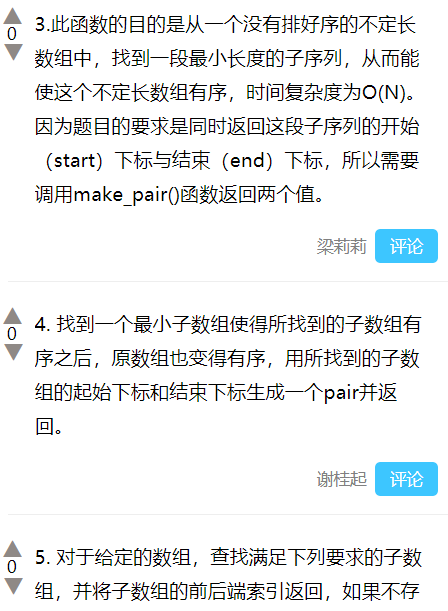 3.此函数的目的是从一个没有排好序的不定长
0
数组中，找到一段最小长度的子序列，从而能
使这个不定长数组有序，时间复杂度为O(N)。
因为题目的要求是同时返回这段子序列的开始
（start）下标与结束（end）下标，所以需要
调用make_pair()函数返回两个值。
梁莉莉 评论
4. 找到一个最小子数组使得所找到的子数组有
0
序之后，原数组也变得有序，用所找到的子数
组的起始下标和结束下标生成一个pair并返
回。
谢桂起 评论
5. 对于给定的数组，查找满足下列要求的子数
0
组，并将子数组的前后端索引返回，如果不存